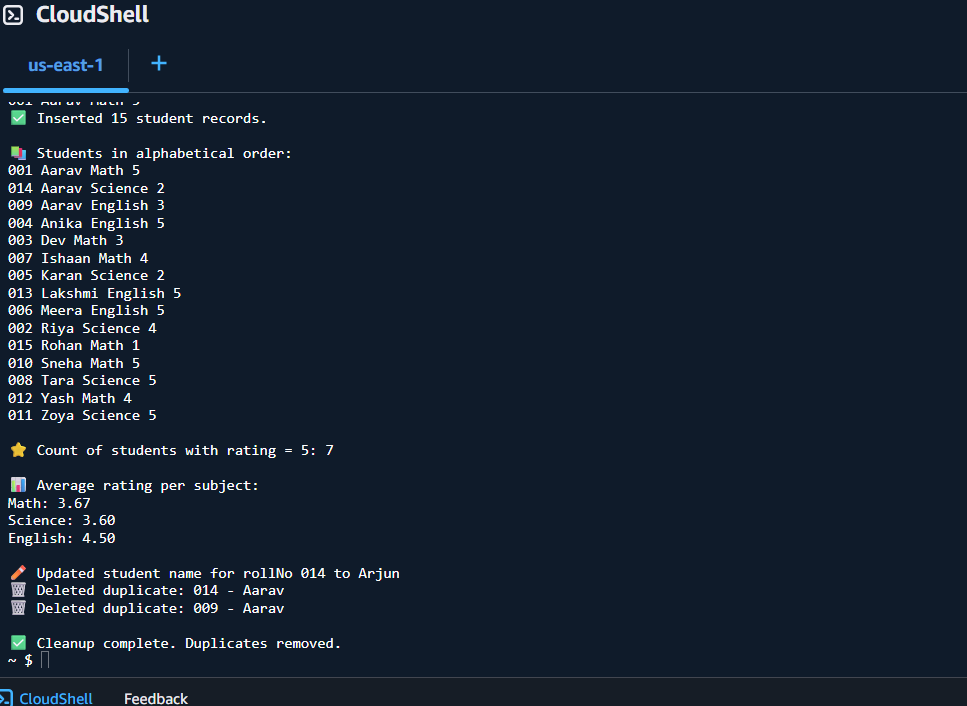 CloudShell
us-east-1
001 Aarav Math 5
Inserted 15 student records.
Students in alphabetical order:
001 Aarav Math 5
014 Aarav Science 2
009 Aarav English 3
004 Anika English 5
003 Dev Math 3
007 Ishaan Math 4
005 Karan Science 2
013 Lakshmi English 5
006 Meera English 5
002 Riya Science 4
015 Rohan Math 1
010 Sneha Math 5
008 Tara Science 5
012 Yash Math 4
011 Zoya Science 5
Count of students with rating = 5: 7
Average rating per subject:
Math: 3.67
Science: 3.60
English: 4.50
Updated student name for rollNo 014 to Arjun
Deleted duplicate: 014 - Aarav
Deleted duplicate: 009 - Aarav
Cleanup complete. Duplicates removed.
~ $
CloudShell Feedback